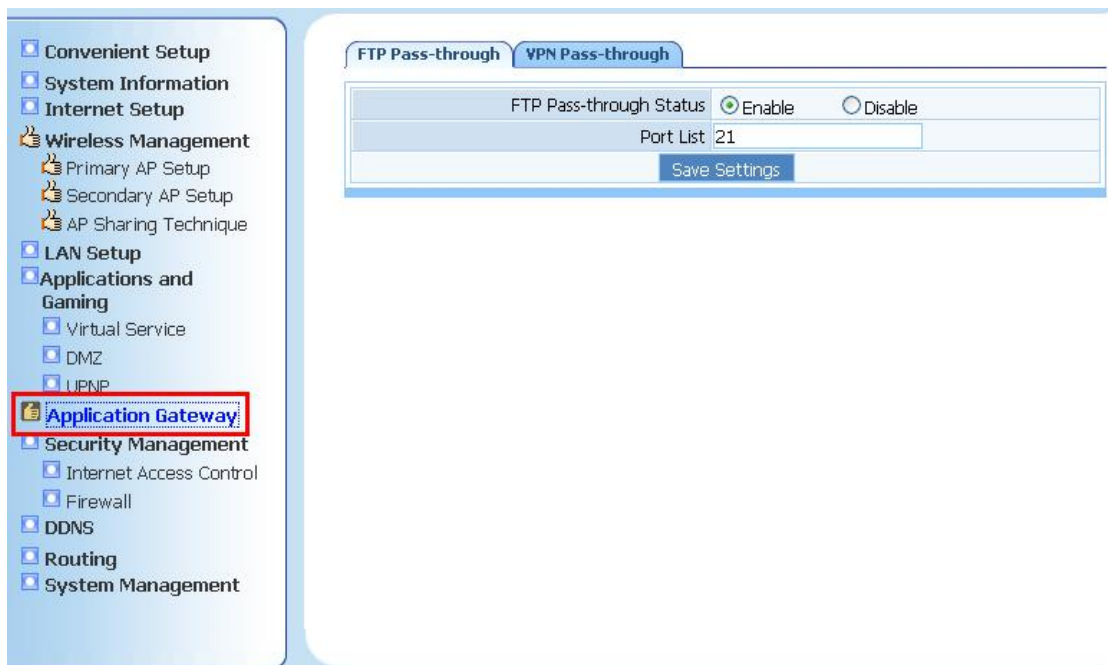 Convenient Setup
System Information
Internet Setup
Wireless Management
Primary AP Setup
Secondary AP Setup
AP Sharing Technique
LAN Setup
Applications and
Gaming
Virtual Service
DMZ
UPNP
Application Gateway
Security Management
Internet Access Control
Firewall
DDNS
Routing
System Management
FTP Pass-through VPN Pass-through
FTP Pass-through Status Enable Disable
Port List 21
Save Settings